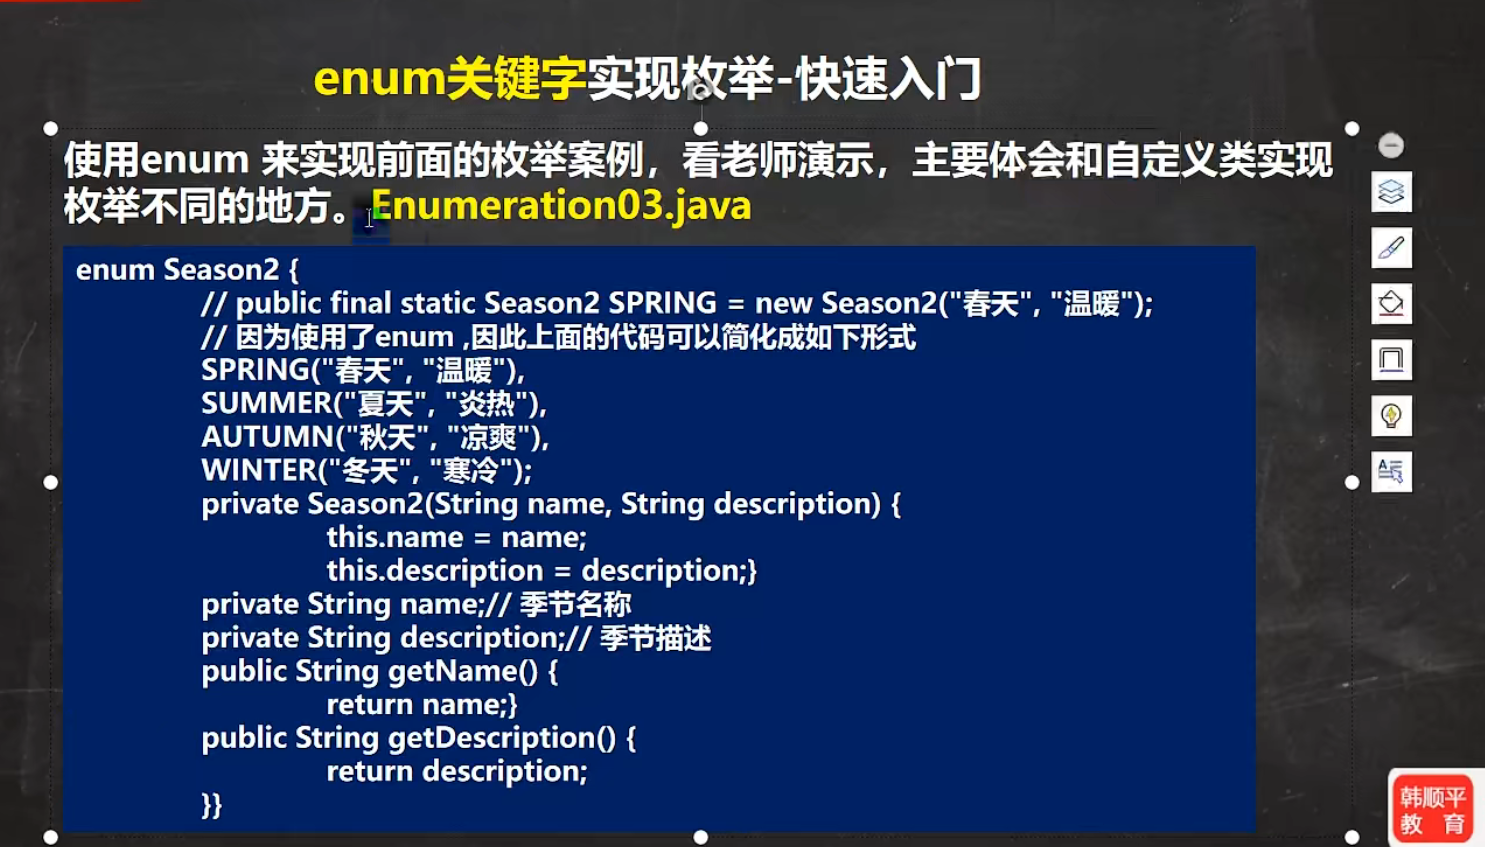 enum关键字实现枚举-快速入门
使用enum 来实现前面的枚举案例，看老师演示，主要体会和自定义类实现
枚举不同的地方。Enumeration03.java
enum Season2 {
// public final static Season2 SPRING = new Season2("春天", "温暖");
// 因为使用了enum ,因此上面的代码可以简化成如下形式
SPRING("春天", "温暖"),
SUMMER("夏天", "炎热"),
AUTUMN("秋天", "凉爽"),
WINTER("冬天", "寒冷");
private Season2(String name, String description) {
this.name = name;
this.description = description;}
private String name;// 季节名称
private String description;// 季节描述
public String getName() {
return name;}
public String getDescription() {
return description;
}}
韩顺平
教 育